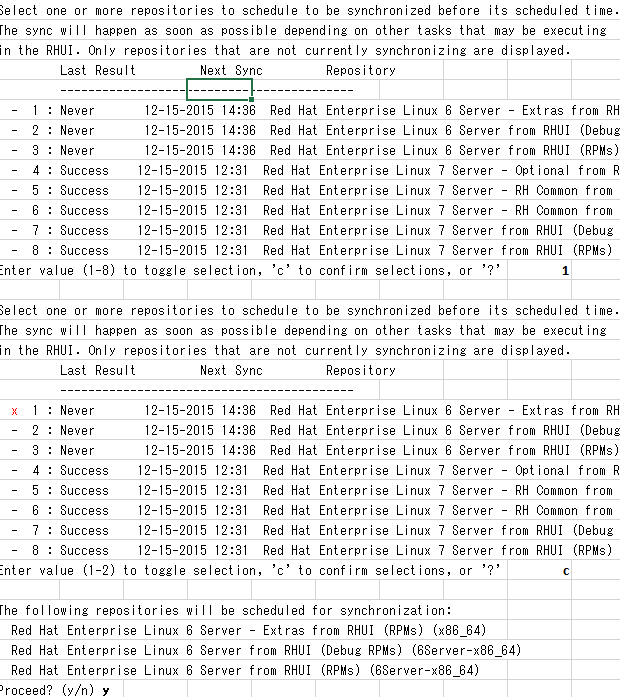 Select one or more repositories to schedule to be synchronized before its scheduled time.
The sync will happen as soon as possible depending on other tasks that may be executing
in the RHUI. Only repositories that are not currently synchronizing are displayed.
Last Result Next Sync Repository
------------------------------------------
- 1 : Never 12-15-2015 14:36 Red Hat Enterprise Linux 6 Server - Extras from RH
- 2 : Never 12-15-2015 14:36 Red Hat Enterprise Linux 6 Server from RHUI (Debug
- 3 : Never 12-15-2015 14:36 Red Hat Enterprise Linux 6 Server from RHUI (RPMs)
- 4 : Success 12-15-2015 12:31 Red Hat Enterprise Linux 7 Server - Optional from R
- 5 : Success 12-15-2015 12:31 Red Hat Enterprise Linux 7 Server - RH Common from
- 6 : Success 12-15-2015 12:31 Red Hat Enterprise Linux 7 Server - RH Common from
- 7 : Success 12-15-2015 12:31 Red Hat Enterprise Linux 7 Server from RHUI (Debug
- 8 : Success 12-15-2015 12:31 Red Hat Enterprise Linux 7 Server from RHUI (RPMs)
Enter value (1-8) to toggle selection, 'c' to confirm selections, or '?' 1
Select one or more repositories to schedule to be synchronized before its scheduled time.
The sync will happen as soon as possible depending on other tasks that may be executing
in the RHUI. Only repositories that are not currently synchronizing are displayed.
Last Result Next Sync Repository
------------------------------------------
x 1 : Never 12-15-2015 14:36 Red Hat Enterprise Linux 6 Server - Extras from RH
- 2 : Never 12-15-2015 14:36 Red Hat Enterprise Linux 6 Server from RHUI (Debug
- 3 : Never 12-15-2015 14:36 Red Hat Enterprise Linux 6 Server from RHUI (RPMs)
- 4 : Success 12-15-2015 12:31 Red Hat Enterprise Linux 7 Server - Optional from R
- 5 : Success 12-15-2015 12:31 Red Hat Enterprise Linux 7 Server - RH Common from
- 6 : Success 12-15-2015 12:31 Red Hat Enterprise Linux 7 Server - RH Common from
- 7 : Success 12-15-2015 12:31 Red Hat Enterprise Linux 7 Server from RHUI (Debug
- 8 : Success 12-15-2015 12:31 Red Hat Enterprise Linux 7 Server from RHUI (RPMs)
Enter value (1-2) to toggle selection, 'c' to confirm selections, or '?' c
The following repositories will be scheduled for synchronization:
Red Hat Enterprise Linux 6 Server - Extras from RHUI (RPMs) (x86_64)
Red Hat Enterprise Linux 6 Server from RHUI (Debug RPMs) (6Server-x86_64)
Red Hat Enterprise Linux 6 Server from RHUI (RPMs) (6Server-x86_64)
Proceed? (y/n) y